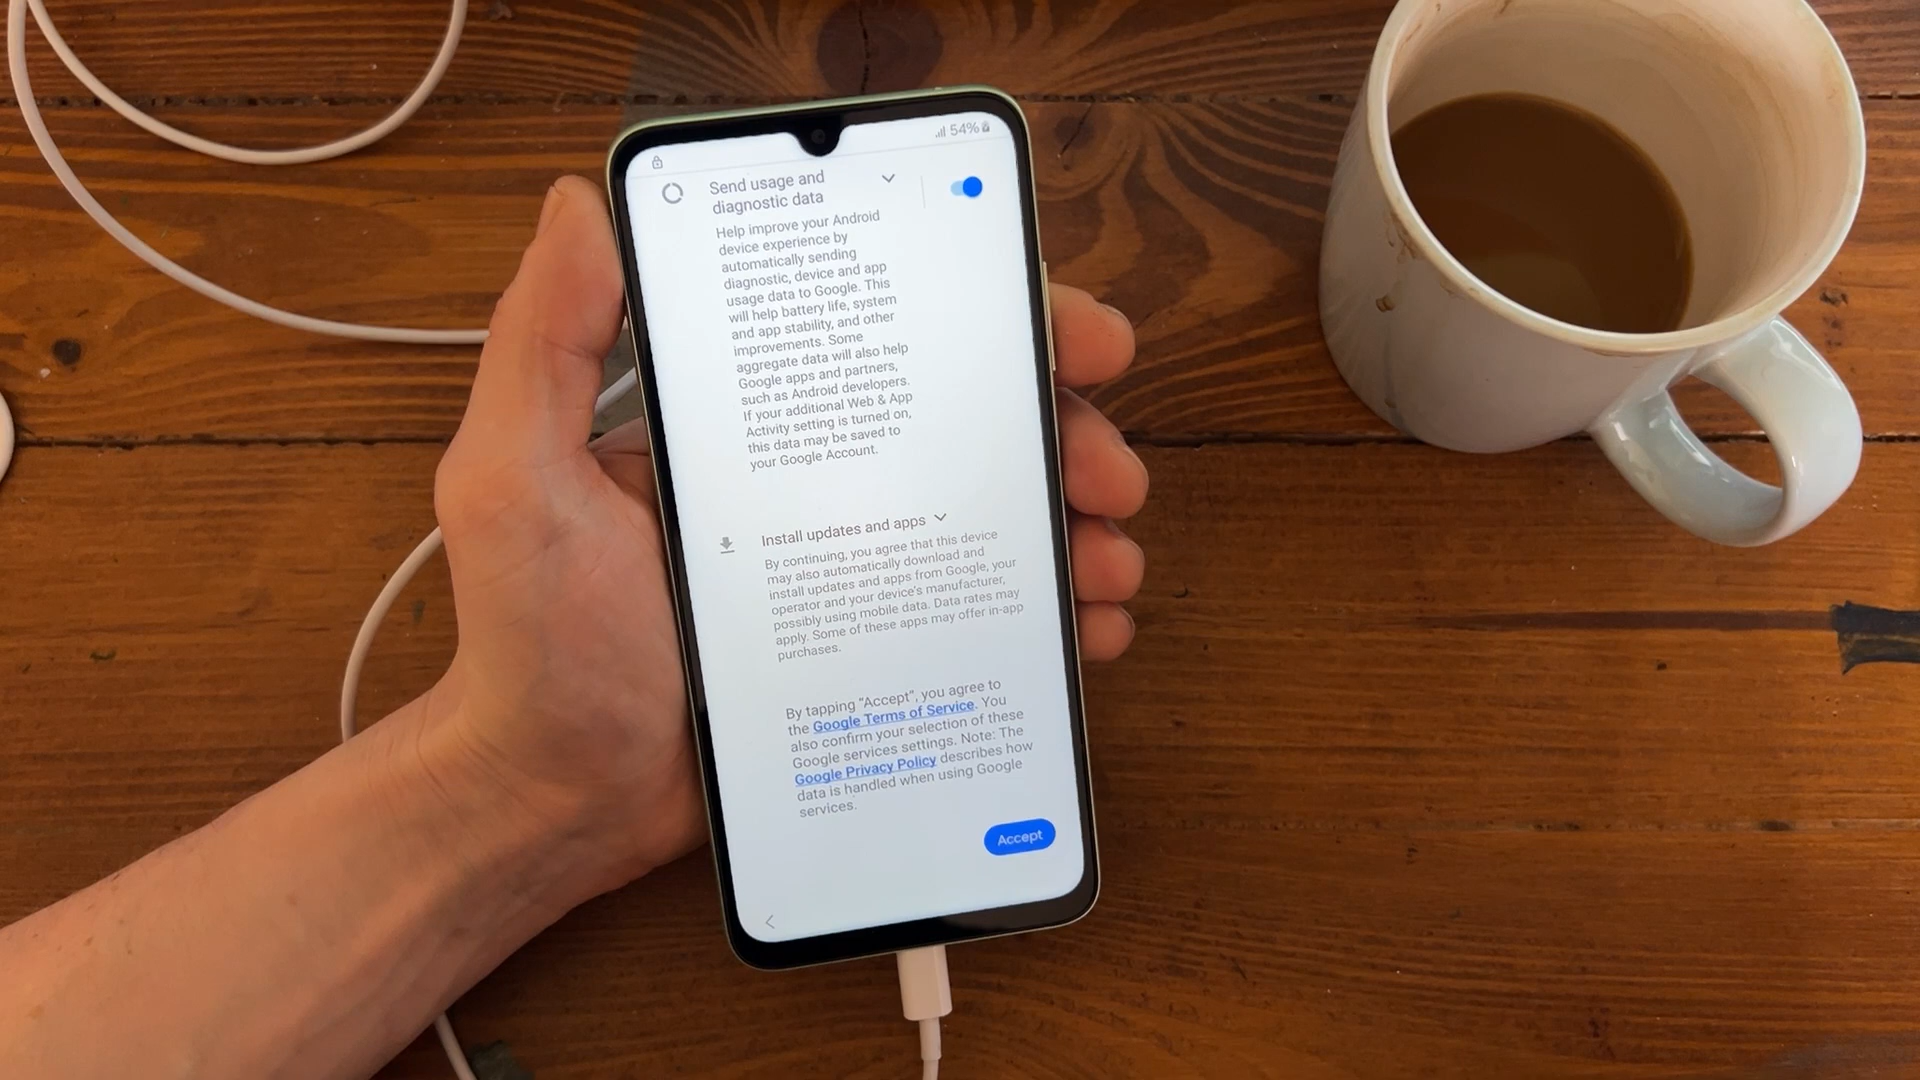 54%
Send usage and
diagnostic data
Help improve your Android
device experience by
automatically sending
diagnostic, device and app
usage data to Google. This
will help battery life, system
and app stability, and other
improvements. Some
aggregate data will also help
Google apps and partners,
such as Android developers.
If your additional Web & App
Activity setting is turned on,
this data may be saved to
your Google Account.
Install updates and apps
By continuing, you agree that this device
may also automatically download and
install updates and apps from Google, your
operator and your device's manufacturer,
possibly using mobile data. Data rates may
apply. Some of these apps may offer in-app
purchases.
By tapping “Accept”, you agree to
the Google Terms of Service. You
also confirm your selection of these
Google services settings. Note: The
Google Privacy Policy describes how
data is handled when using Google
services.
Accept